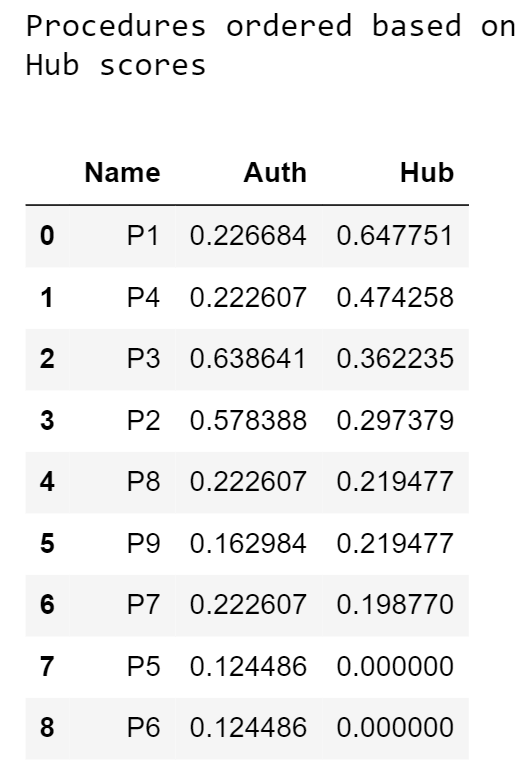 Procedures ordered based on
Hub scores
Name Auth Hub
0 P1 0.226684 0.647751
1 P4 0.222607 0.474258
2 P3 0.638641 0.362235
3 P2 0.578388 0.297379
4 P8 0.222607 0.219477
5 P9 0.162984 0.219477
6 P7 0.222607 0.198770
7 P5 0.124486 0.000000
8 P6 0.124486 0.000000